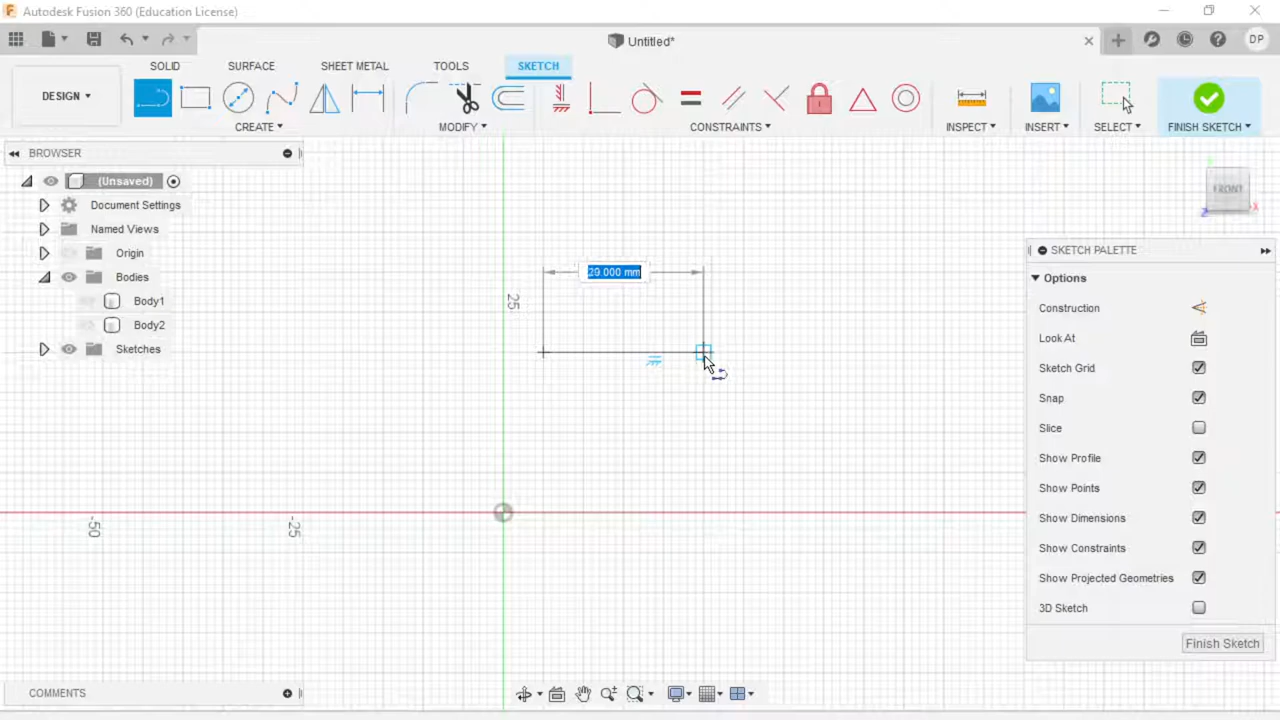 Autodesk Fusion 360 (Education License)
Untitled*
DP
SOLID
SURFACE
SHEET METAL
TOOLS
SKETCH
DESIGN
CREATE
MODIFY
CONSTRAINTS
INSPECT
INSERT
SELECT
FINISH SKETCH
BROWSER
(Unsaved)
Document Settings
Named Views
Origin
Bodies
Body1
Body2
Sketches
FRONT
Z
X
29.000 mm
25
-50
-25
SKETCH PALETTE
Options
Construction
Look At
Sketch Grid
Snap
Slice
Show Profile
Show Points
Show Dimensions
Show Constraints
Show Projected Geometries
3D Sketch
Finish Sketch
COMMENTS